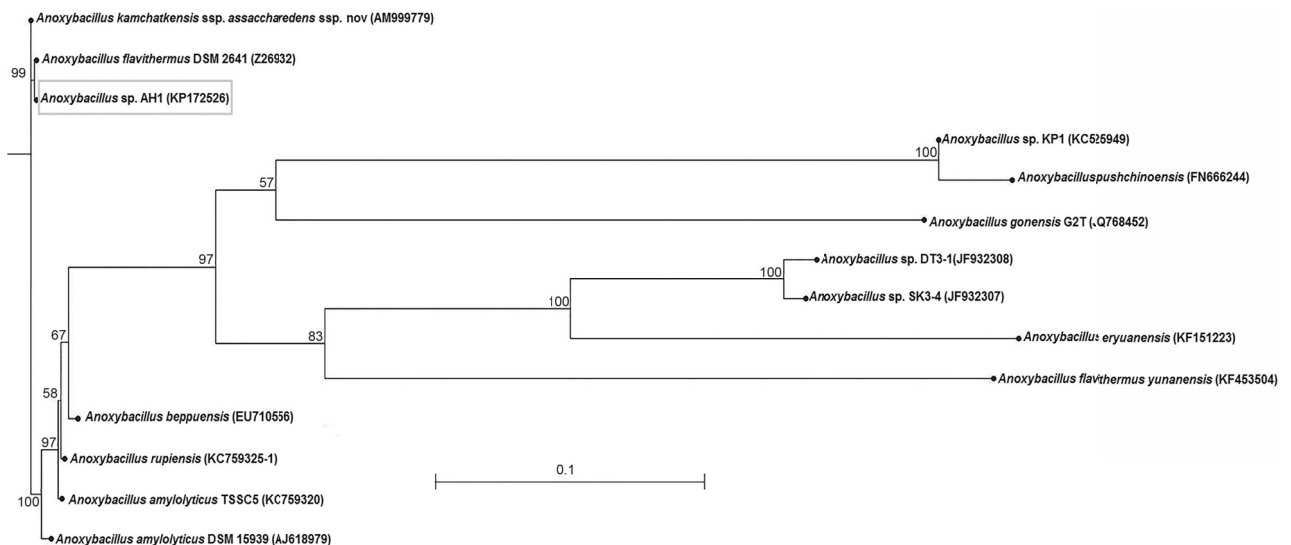 Anoxybacillus kamchatkensis ssp. assaccharedens ssp. nov (AM999779)
Anoxybacillus flavithermus DSM 2641 (Z26932)
99
Anoxybacillus sp. AH1 (KP172526)
Anoxybacillus sp. KP1 (KC525949)
100
Anoxybacilluspushchinoensis (FN666244)
57
Anoxybacillus gonensis G2T (JQ768452)
97
Anoxybacillus sp. DT3-1(JF932308)
100
Anoxybacillus sp. SK3-4 (JF932307)
100
83
Anoxybacillus eryuanensis (KF151223)
67
Anoxybacillus flavithermus yunanensis (KF453504)
58
Anoxybacillus beppuensis (EU710556)
97
Anoxybacillus rupiensis (KC759325-1)
0.1
100
Anoxybacillus amylolyticus TSSC5 (KC759320)
Anoxybacillus amylolyticus DSM 15939 (AJ618979)